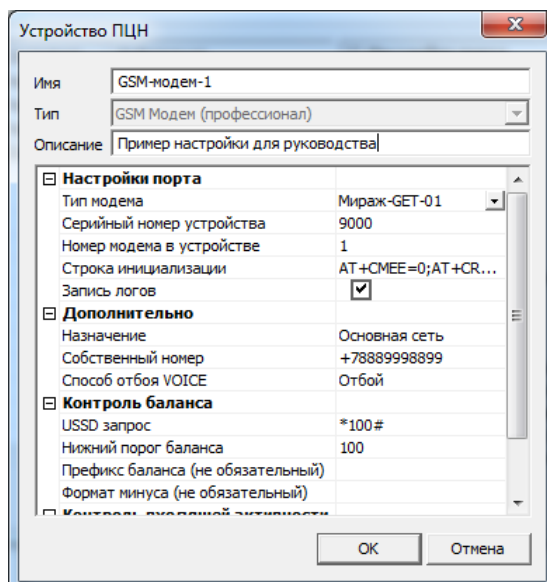 Устройство ПЦН
Имя GSM-модем-1
Тип GSM Модем (профессионал)
Описание Пример настройки для руководства
Настройки порта
Тип модема Мираж-GET-01
Серийный номер устройства 9000
Номер модема в устройстве 1
Строка инициализации AT+CMEE=0;AT+CR...
Запись логов
Дополнительно
Назначение Основная сеть
Собственный номер +78889998899
Способ отбоя VOICE Отбой
Контроль баланса
USSD запрос *100#
Нижний порог баланса 100
Префикс баланса (не обязательный)
Формат минуса (не обязательный)
Контроль входящей активности
OK Отмена